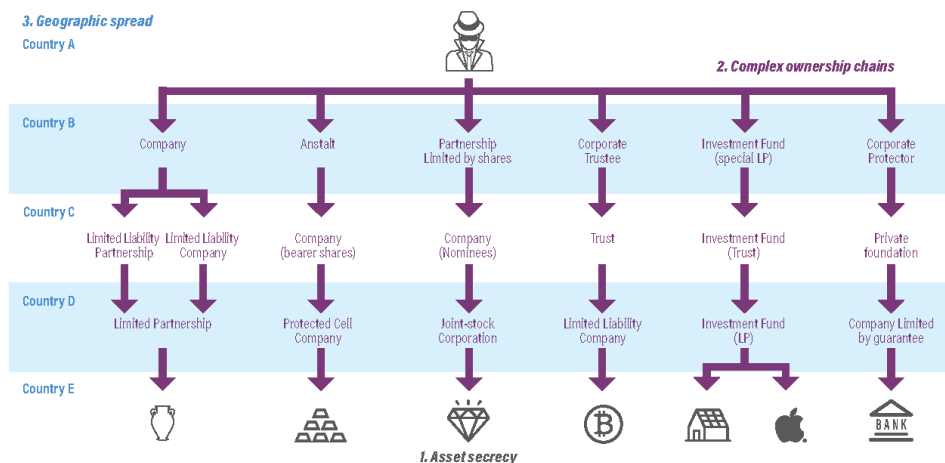 3. Geographic spread
Country A
2. Complex ownership chains
Country B
Company
Anstalt
Partnership
Limited by shares
Corporate
Trustee
Investment Fund
(special LP)
Corporate
Protector
Country C
Limited Liability
Partnership
Limited Liability
Company
Company
(bearer shares)
Company
(Nominees)
Trust
Investment Fund
(Trust)
Private
foundation
Country D
Limited Partnership
Protected Cell
Company
Joint-stock
Corporation
Limited Liability
Company
Investment Fund
(LP)
Company Limited
by guarantee
Country E
BANK
1. Asset secrecy